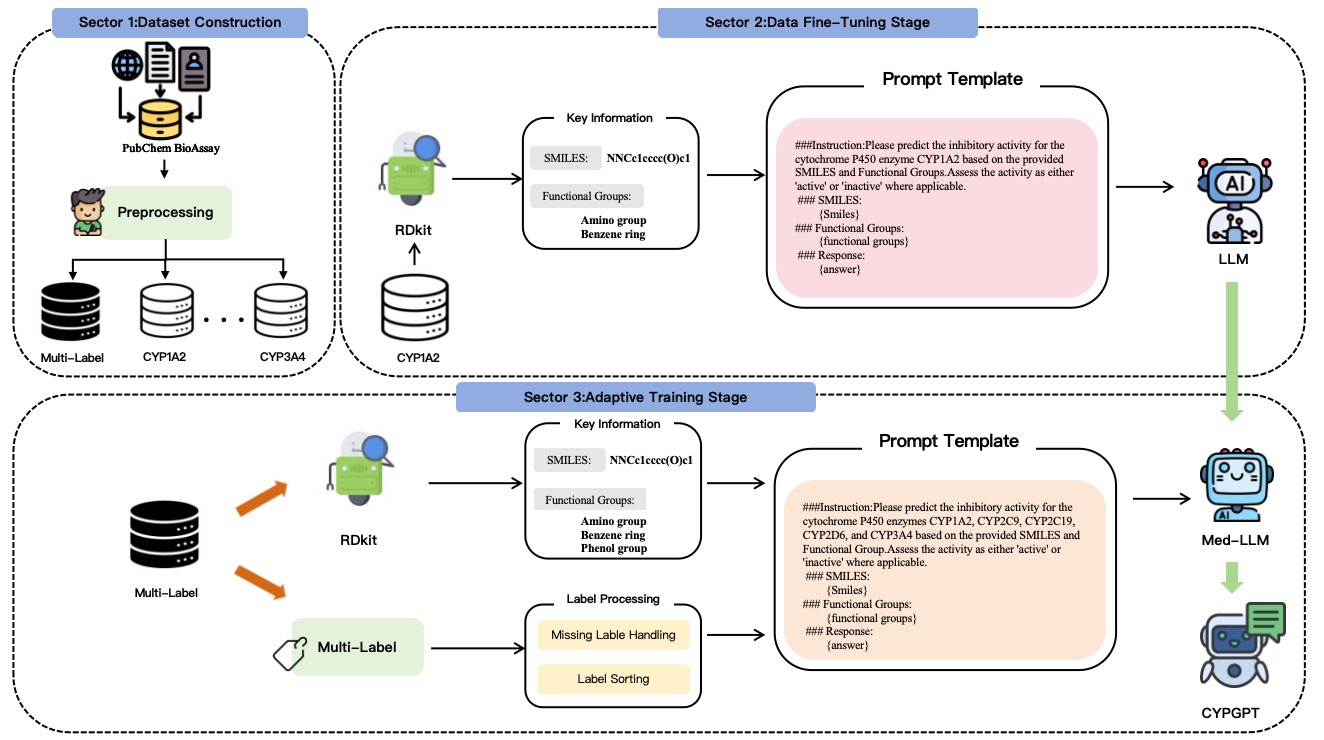 Sector 1:Dataset Construction
PubChem BioAssay
Preprocessing
Multi-Label
CYP1A2
. . .
CYP3A4
Sector 2:Data Fine-Tuning Stage
RDkit
CYP1A2
Key Information
SMILES:
NNCc1cccc(O)c1
Functional Groups:
Amino group
Benzene ring
Prompt Template
###Instruction:Please predict the inhibitory activity for the
cytochrome P450 enzyme CYP1A2 based on the provided
SMILES and Functional Groups.Assess the activity as either
'active' or 'inactive' where applicable.
### SMILES:
{Smiles}
### Functional Groups:
{functional groups}
### Response:
{answer}
AI
LLM
Sector 3:Adaptive Training Stage
Multi-Label
RDkit
Multi-Label
Key Information
SMILES:
NNCc1cccc(O)c1
Functional Groups:
Amino group
Benzene ring
Phenol group
Label Processing
Missing Lable Handling
Label Sorting
Prompt Template
###Instruction:Please predict the inhibitory activity for the
cytochrome P450 enzymes CYP1A2, CYP2C9, CYP2C19,
CYP2D6, and CYP3A4 based on the provided SMILES and
Functional Group.Assess the activity as either 'active' or
'inactive' where applicable.
### SMILES:
{Smiles}
### Functional Groups:
{functional groups}
### Response:
{answer}
AI
Med-LLM
CYPGPT